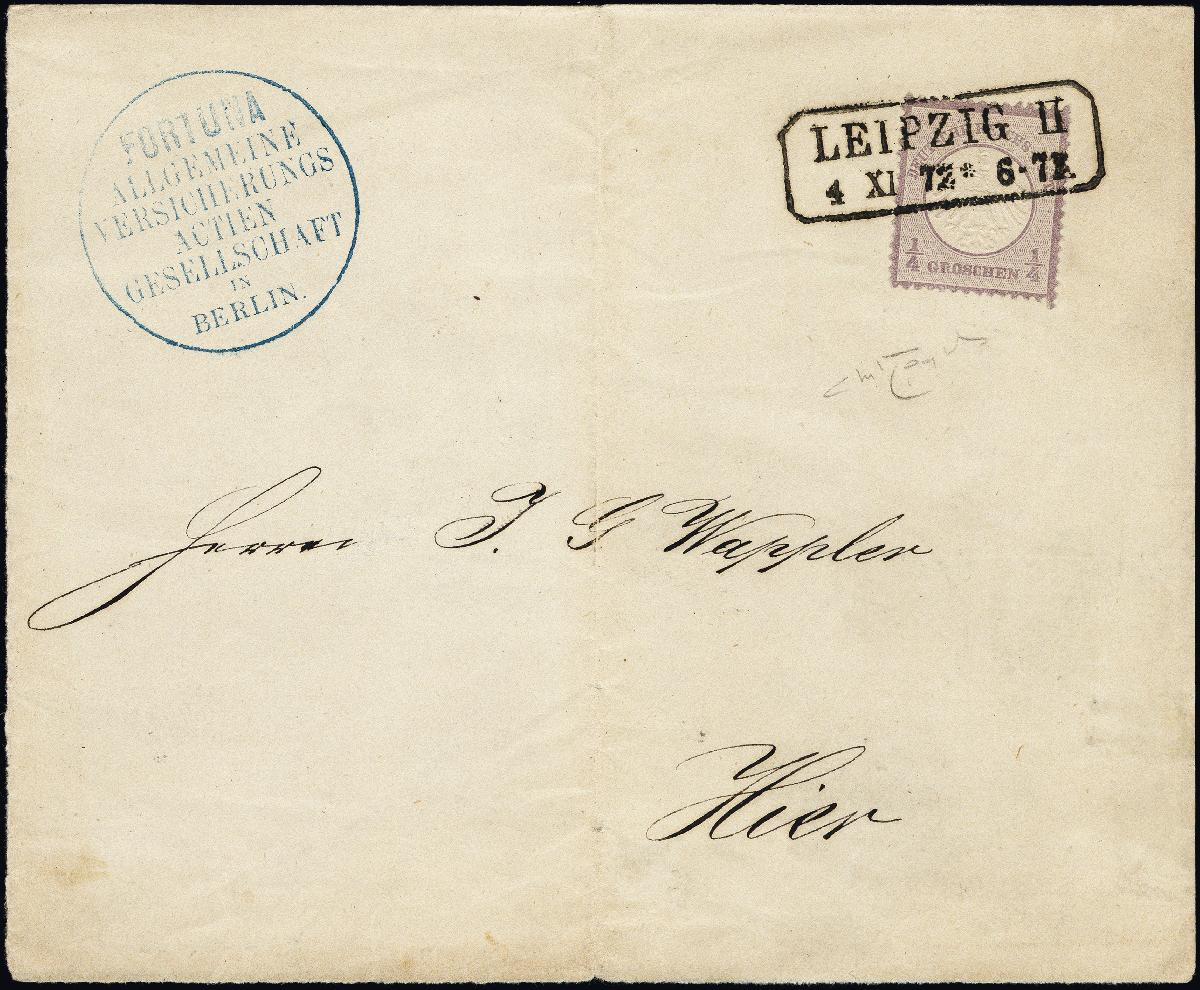 FORTUNA
ALLGEMEINE
VERSICHERUNGS
ACTIEN
GESELLSCHAFT
IN
BERLIN.
LEIPZIG II
4 XI 72* 6-7N.
1/4 GROSCHEN 1/4
Herrn J. G Wappler
Hier